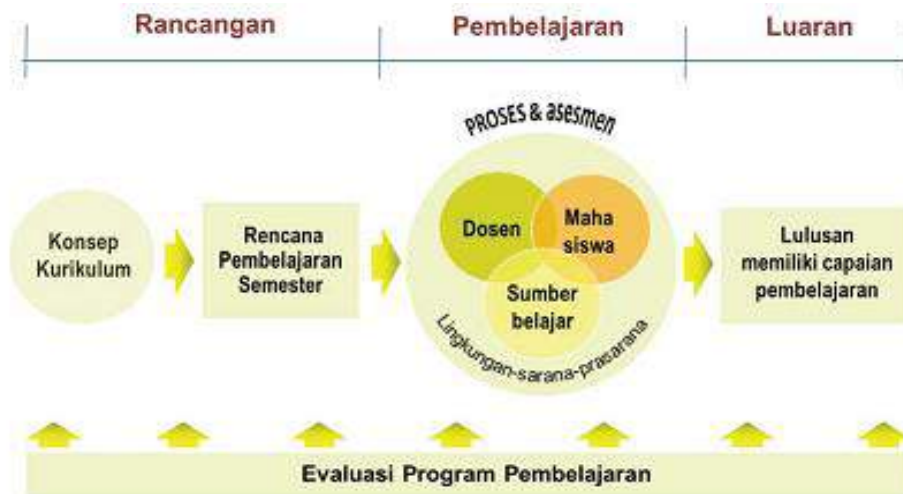 Rancangan
Pembelajaran
Luaran
PROSES & asesmen
Konsep
Kurikulum
Rencana
Pembelajaran
Semester
Dosen
Maha
siswa
Sumber
belajar
Lingkungan-sarana-prasarana
Lulusan
memiliki capaian
pembelajaran
Evaluasi Program Pembelajaran